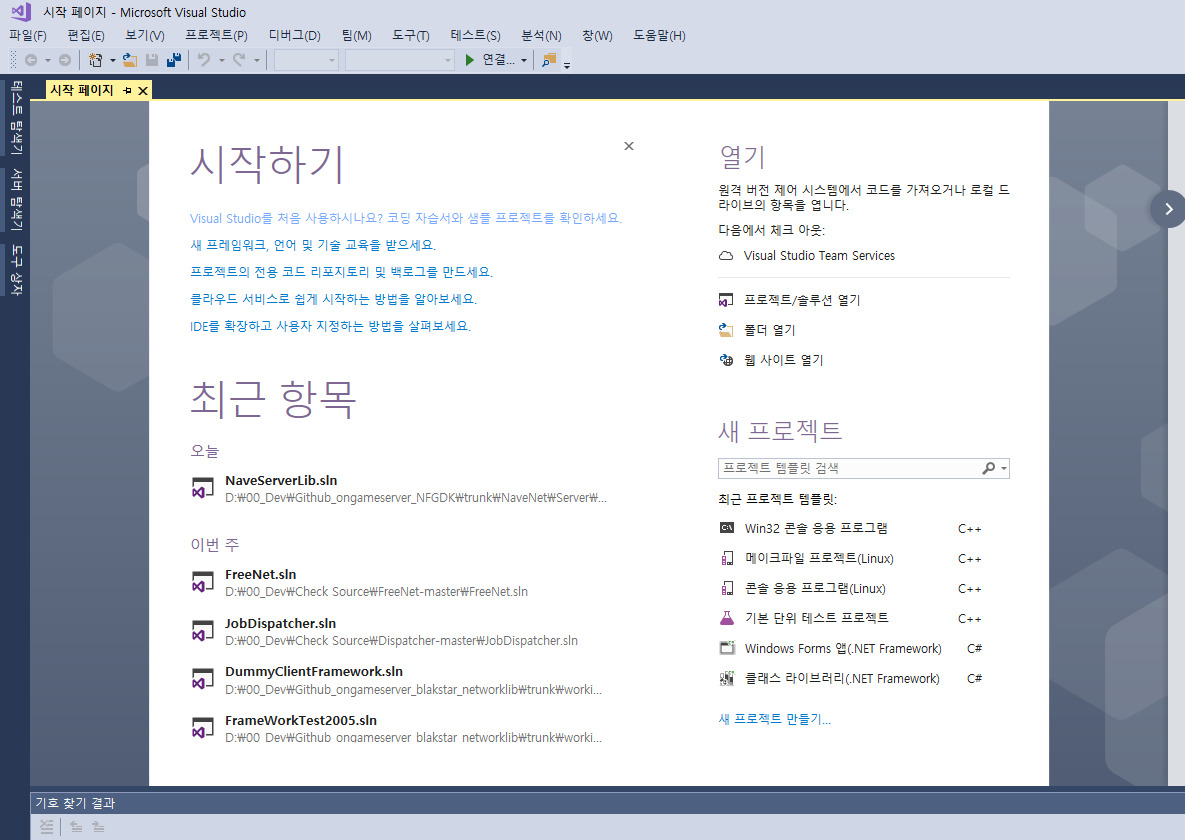 시작 페이지 - Microsoft Visual Studio
파일(F) 편집(E) 보기(V) 프로젝트(P) 디버그(D) 팀(M) 도구(T) 테스트(S) 분석(N) 창(W) 도움말(H)
연결...
테스트 탐색기
서버 탐색기
도구 상자
시작 페이지
시작하기
Visual Studio를 처음 사용하시나요? 코딩 자습서와 샘플 프로젝트를 확인하세요.
새 프레임워크, 언어 및 기술 교육을 받으세요.
프로젝트의 전용 코드 리포지토리 및 백로그를 만드세요.
클라우드 서비스로 쉽게 시작하는 방법을 알아보세요.
IDE를 확장하고 사용자 지정하는 방법을 살펴보세요.
최근 항목
오늘
NaveServerLib.sln
D:₩00_Dev₩Github_ongameserver_NFGDK₩trunk₩NaveNet₩Server₩...
이번 주
FreeNet.sln
D:₩00_Dev₩Check Source₩FreeNet-master₩FreeNet.sln
JobDispatcher.sln
D:₩00_Dev₩Check Source₩Dispatcher-master₩JobDispatcher.sln
DummyClientFramework.sln
D:₩00_Dev₩Github_ongameserver_blakstar_networklib₩trunk₩worki...
FrameWorkTest2005.sln
D:₩00_Dev₩Github_ongameserver_blakstar_networklib₩trunk₩worki...
열기
원격 버전 제어 시스템에서 코드를 가져오거나 로컬 드
라이브의 항목을 엽니다.
다음에서 체크 아웃:
Visual Studio Team Services
프로젝트/솔루션 열기
폴더 열기
웹 사이트 열기
새 프로젝트
프로젝트 템플릿 검색
최근 프로젝트 템플릿:
Win32 콘솔 응용 프로그램 C++
메이크파일 프로젝트(Linux) C++
콘솔 응용 프로그램(Linux) C++
기본 단위 테스트 프로젝트 C++
Windows Forms 앱(.NET Framework) C#
클래스 라이브러리(.NET Framework) C#
새 프로젝트 만들기...
기호 찾기 결과